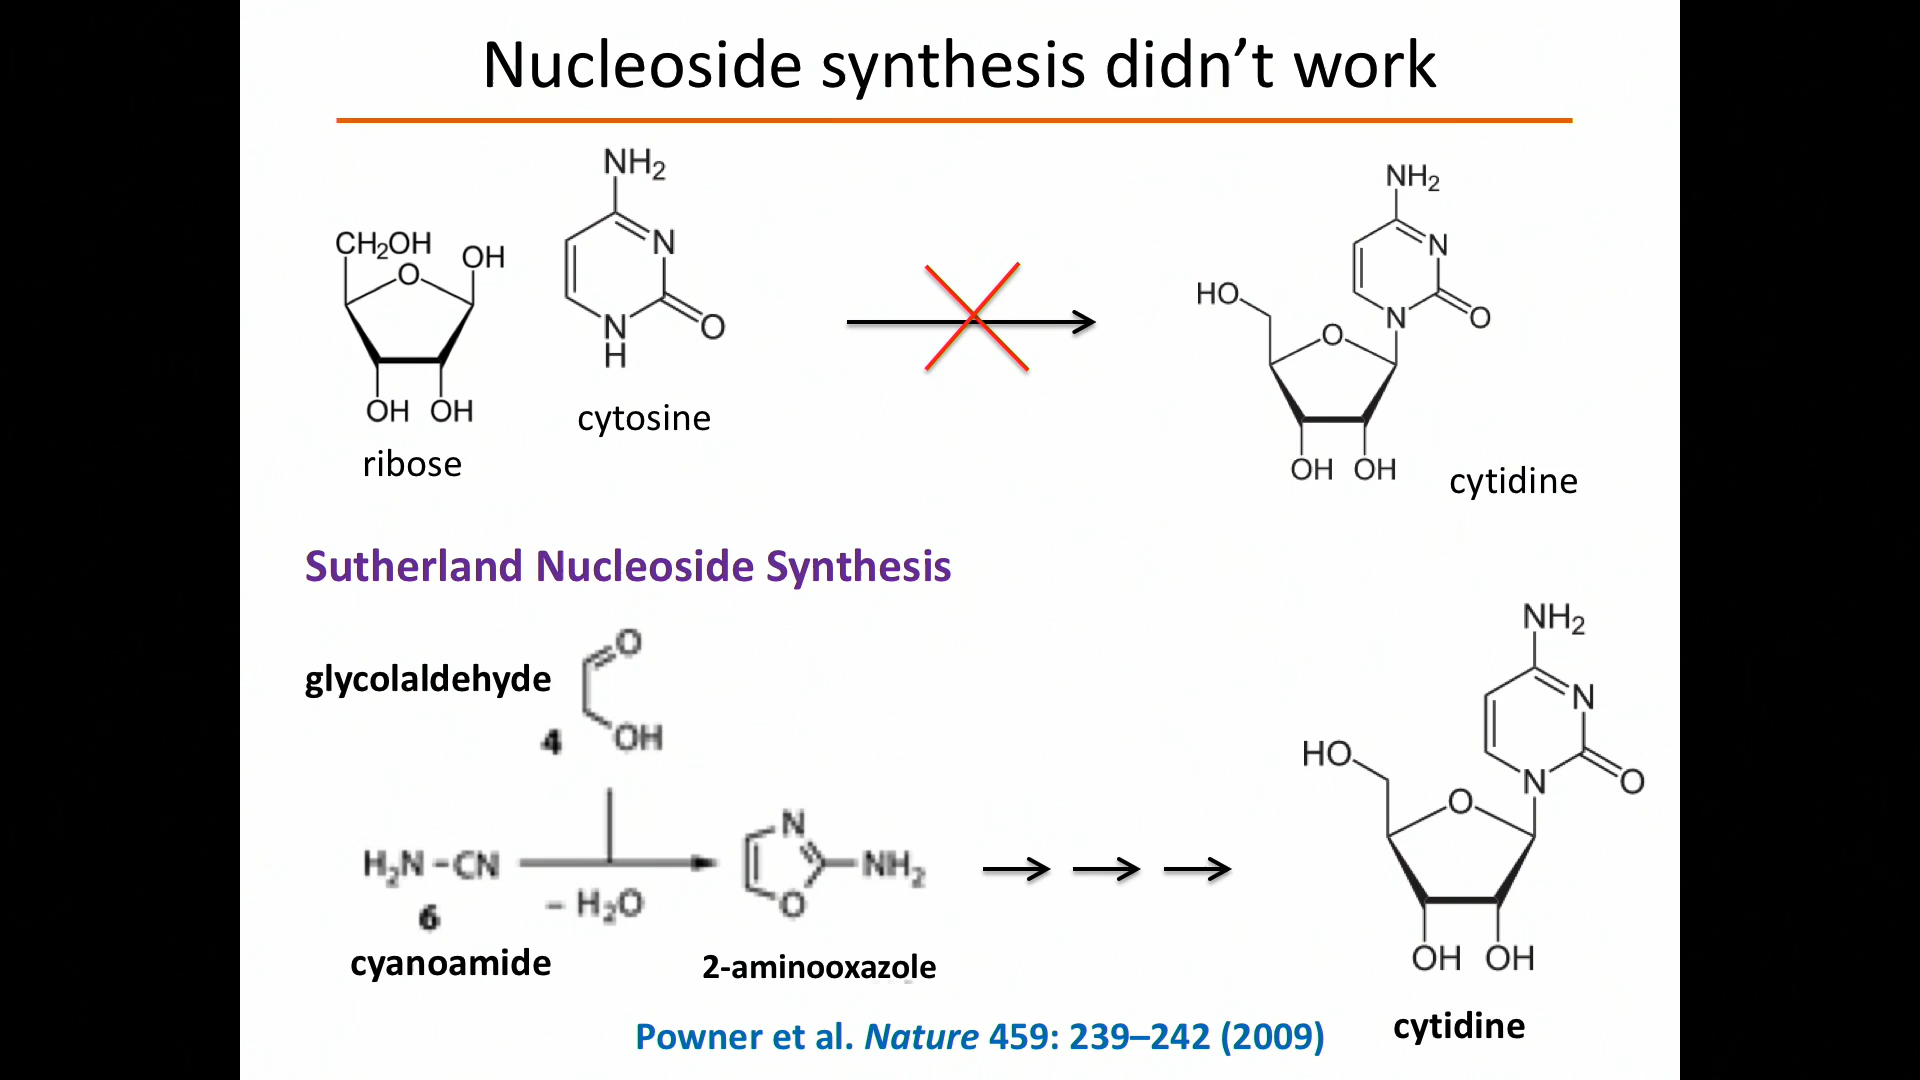 Nucleoside synthesis didn’t work
NH₂
CH₂OH
OH
O
N
N
H
O
OH OH
cytosine
ribose
NH₂
N
HO
N
O
O
OH OH
cytidine
Sutherland Nucleoside Synthesis
glycolaldehyde
O
4
OH
H₂N-CN
– H₂O
6
cyanoamide
N
NH₂
O
2-aminooxazole
NH₂
N
HO
N
O
O
OH OH
cytidine
Powner et al. Nature 459: 239–242 (2009)